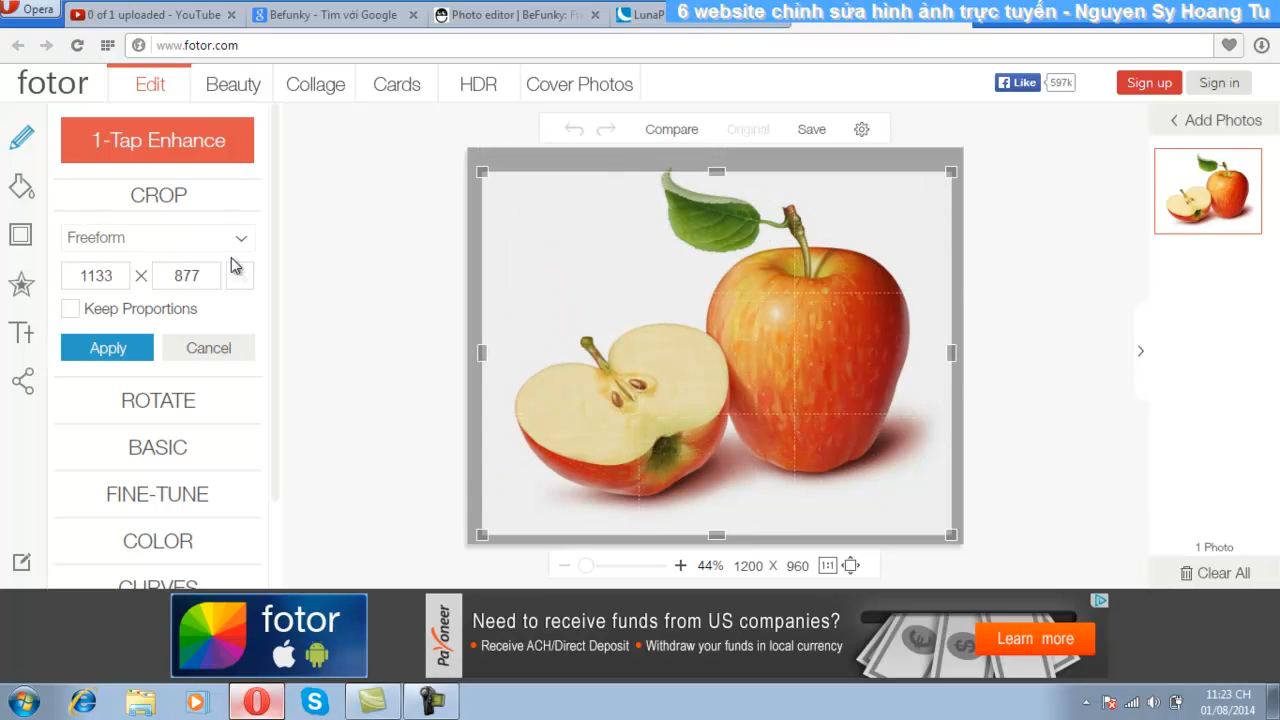 Opera
0 of 1 uploaded - YouTube
Befunky - Tìm với Google
Photo editor | BeFunky: F
LunaP
6 website chỉnh sửa hình ảnh trực tuyến - Nguyen Sy Hoang Tu
www.fotor.com
fotor
Edit
Beauty
Collage
Cards
HDR
Cover Photos
Like
597k
Sign up
Sign in
1-Tap Enhance
Compare
Original
Save
Add Photos
CROP
Freeform
1133 X 877
Keep Proportions
Apply
Cancel
ROTATE
BASIC
FINE-TUNE
COLOR
CURVES
44% 1200 X 960 1:1
1 Photo
Clear All
fotor
Payoneer
Need to receive funds from US companies?
• Receive ACH/Direct Deposit • Withdraw your funds in local currency
Learn more
11:23 CH
01/08/2014